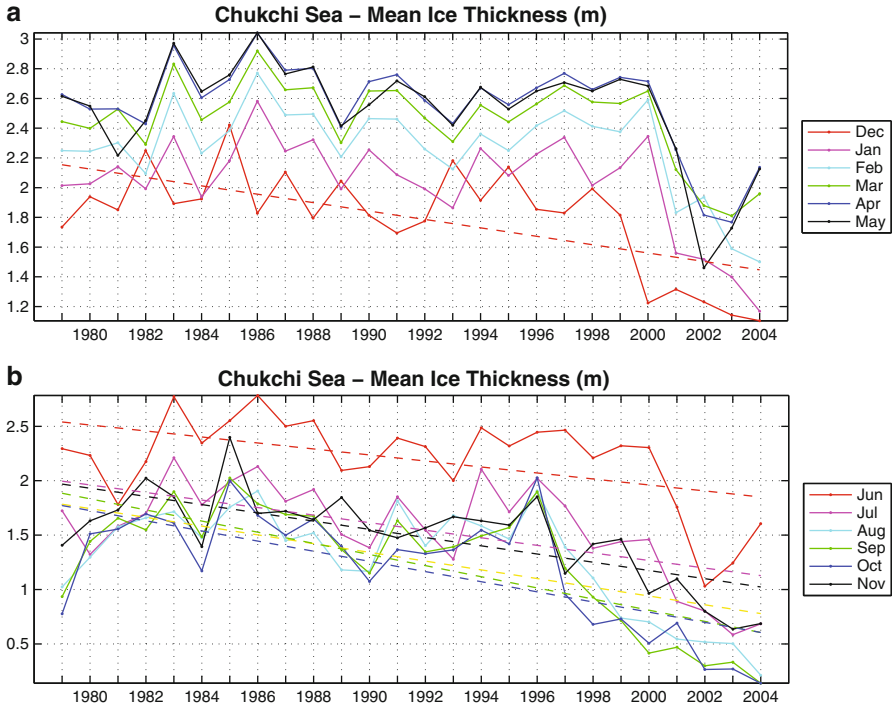 a
Chukchi Sea – Mean Ice Thickness (m)
3
2.8
2.6
2.4
2.2
2
1.8
1.6
1.4
1.2
1980 1982 1984 1986 1988 1990 1992 1994 1996 1998 2000 2002 2004
Dec
Jan
Feb
Mar
Apr
May
b
Chukchi Sea – Mean Ice Thickness (m)
2.5
2
1.5
1
0.5
1980 1982 1984 1986 1988 1990 1992 1994 1996 1998 2000 2002 2004
Jun
Jul
Aug
Sep
Oct
Nov